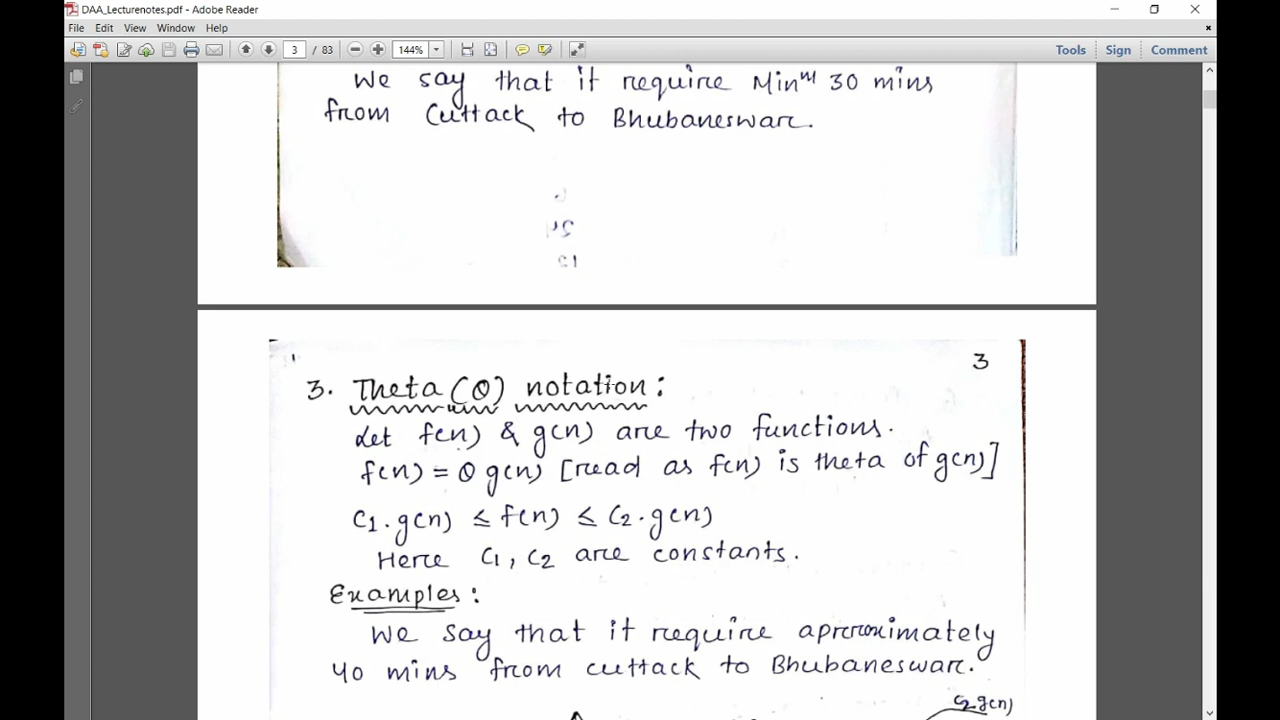 DAA_Lecturenotes.pdf - Adobe Reader
File Edit View Window Help
3 / 83 144% Tools Sign Comment
We say that it require Minᵐ 30 mins
from Cuttack to Bhubaneswar.
3
3. Theta (θ) notation:
Let f(n) & g(n) are two functions.
f(n) = θ g(n) [read as f(n) is theta of g(n)]
C1.g(n) ≤ f(n) ≤ C2.g(n)
Here C1, C2 are constants.
Examples:
We say that it require approximately
40 mins from cuttack to Bhubaneswar.
C2.g(n)